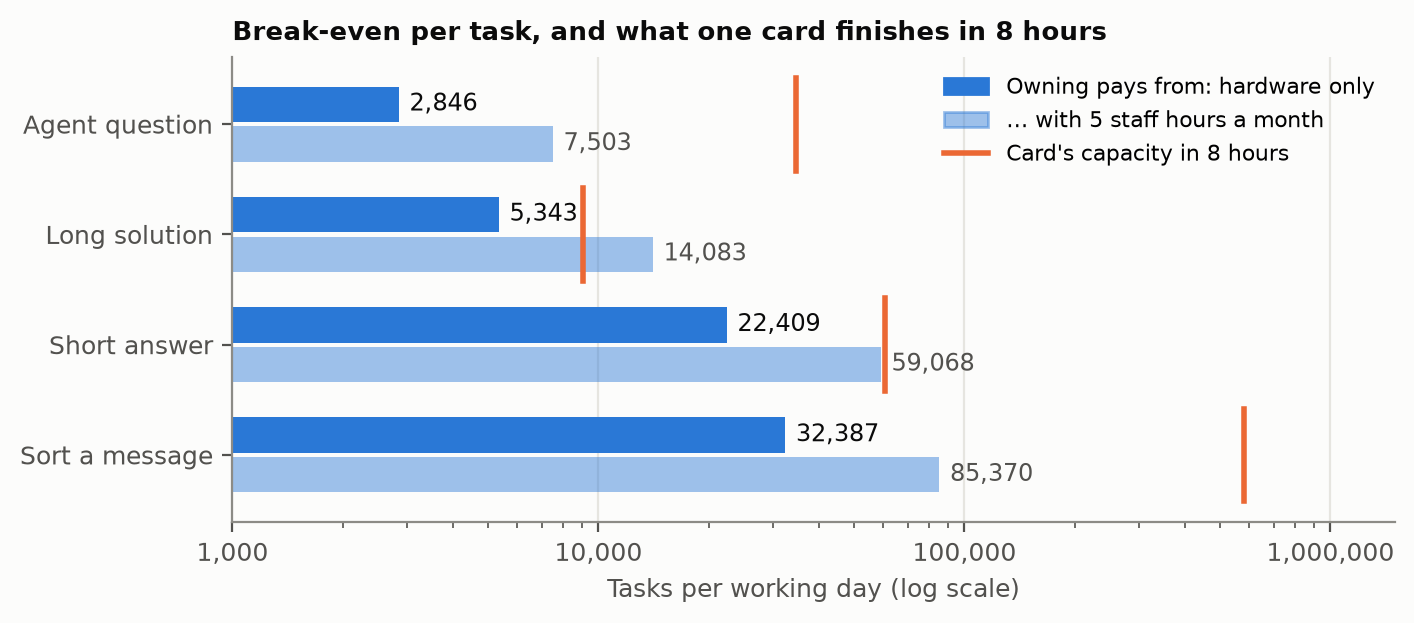 Break-even per task, and what one card finishes in 8 hours
Owning pays from: hardware only
... with 5 staff hours a month
Card's capacity in 8 hours
Agent question
2,846
7,503
Long solution
5,343
14,083
Short answer
22,409
59,068
Sort a message
32,387
85,370
1,000
10,000
100,000
1,000,000
Tasks per working day (log scale)